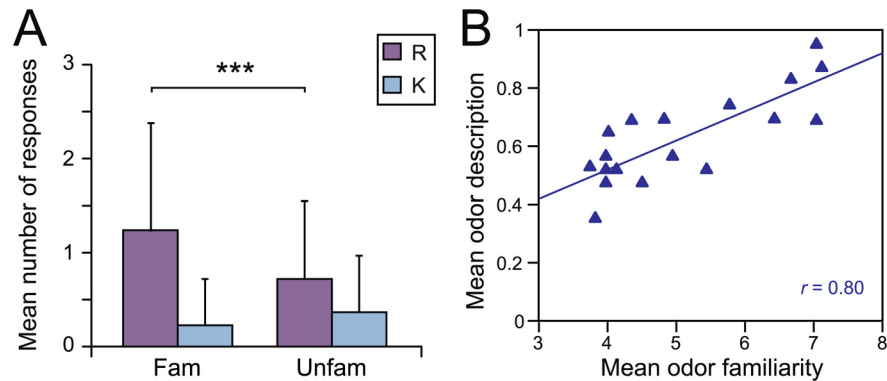 A
Mean number of responses
3
2
1
0
***
R
K
Fam
Unfam
B
Mean odor description
1
0.8
0.6
0.4
0.2
0
r = 0.80
3 4 5 6 7 8
Mean odor familiarity